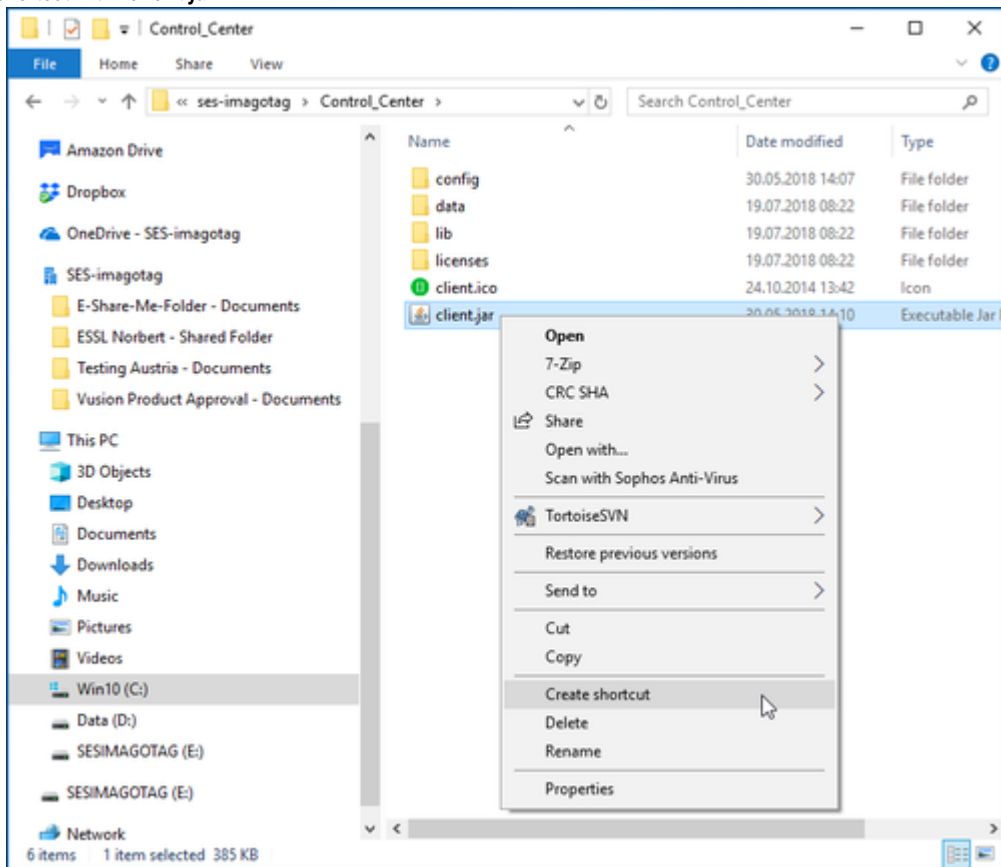 Control_Center
File Home Share View
« ses-imagotag > Control_Center >
Search Control_Center
Amazon Drive
Dropbox
OneDrive - SES-imagotag
SES-imagotag
E-Share-Me-Folder - Documents
ESSL Norbert - Shared Folder
Testing Austria - Documents
Vusion Product Approval - Documents
This PC
3D Objects
Desktop
Documents
Downloads
Music
Pictures
Videos
Win10 (C:)
Data (D:)
SESIMAGOTAG (E:)
SESIMAGOTAG (E:)
Network
Name Date modified Type
config 30.05.2018 14:07 File folder
data 19.07.2018 08:22 File folder
lib 19.07.2018 08:22 File folder
licenses 19.07.2018 08:22 File folder
client.ico 24.10.2014 13:42 Icon
client.jar 30.05.2018 14:10 Executable Jar
Open
7-Zip
CRC SHA
Share
Open with...
Scan with Sophos Anti-Virus
TortoiseSVN
Restore previous versions
Send to
Cut
Copy
Create shortcut
Delete
Rename
Properties
6 items 1 item selected 385 KB